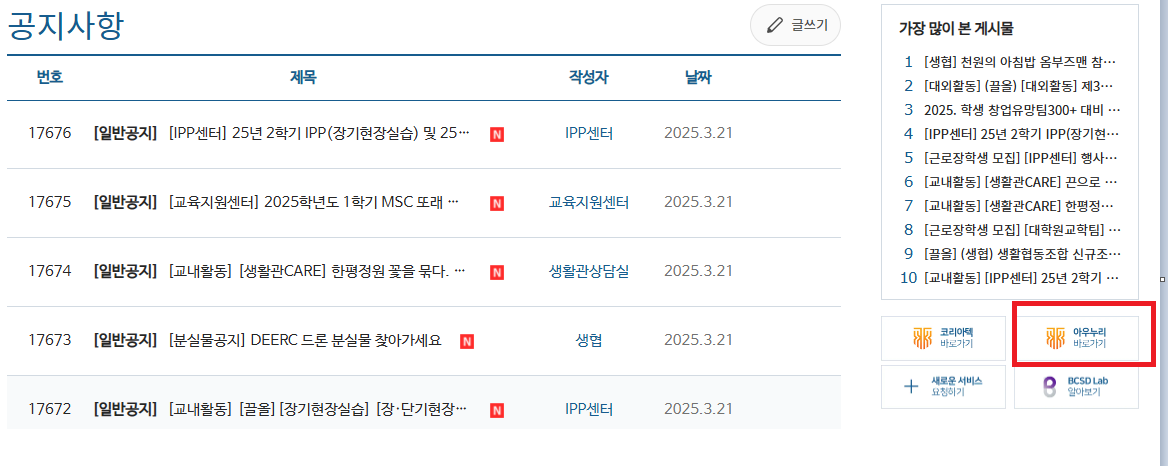 공지사항
글쓰기
번호 제목 작성자 날짜
17676 [일반공지] [IPP센터] 25년 2학기 IPP(장기현장실습) 및 25··· N IPP센터 2025.3.21
17675 [일반공지] [교육지원센터] 2025학년도 1학기 MSC 또래 ··· N 교육지원센터 2025.3.21
17674 [일반공지] [교내활동] [생활관CARE] 한평정원 꽃을 묶다. ··· N 생활관상담실 2025.3.21
17673 [일반공지] [분실물공지] DEERC 드론 분실물 찾아가세요 N 생협 2025.3.21
17672 [일반공지] [교내활동] [끌올] [장기현장실습] [장·단기현장··· N IPP센터 2025.3.21
가장 많이 본 게시물
1 [생협] 천원의 아침밥 옴부즈맨 참···
2 [대외활동] (끌올) [대외활동] 제3···
3 2025. 학생 창업유망팀300+ 대비 ···
4 [IPP센터] 25년 2학기 IPP(장기현···
5 [근로장학생 모집] [IPP센터] 행사···
6 [교내활동] [생활관CARE] 끈으로 ···
7 [교내활동] [생활관CARE] 한평정···
8 [근로장학생 모집] [대학원교학팀] ···
9 [끌올] (생협) 생활협동조합 신규조···
10 [교내활동] [IPP센터] 25년 2학기 ···
코리아텍
바로가기
아우누리
바로가기
새로운 서비스
요청하기
BCSD Lab
알아보기